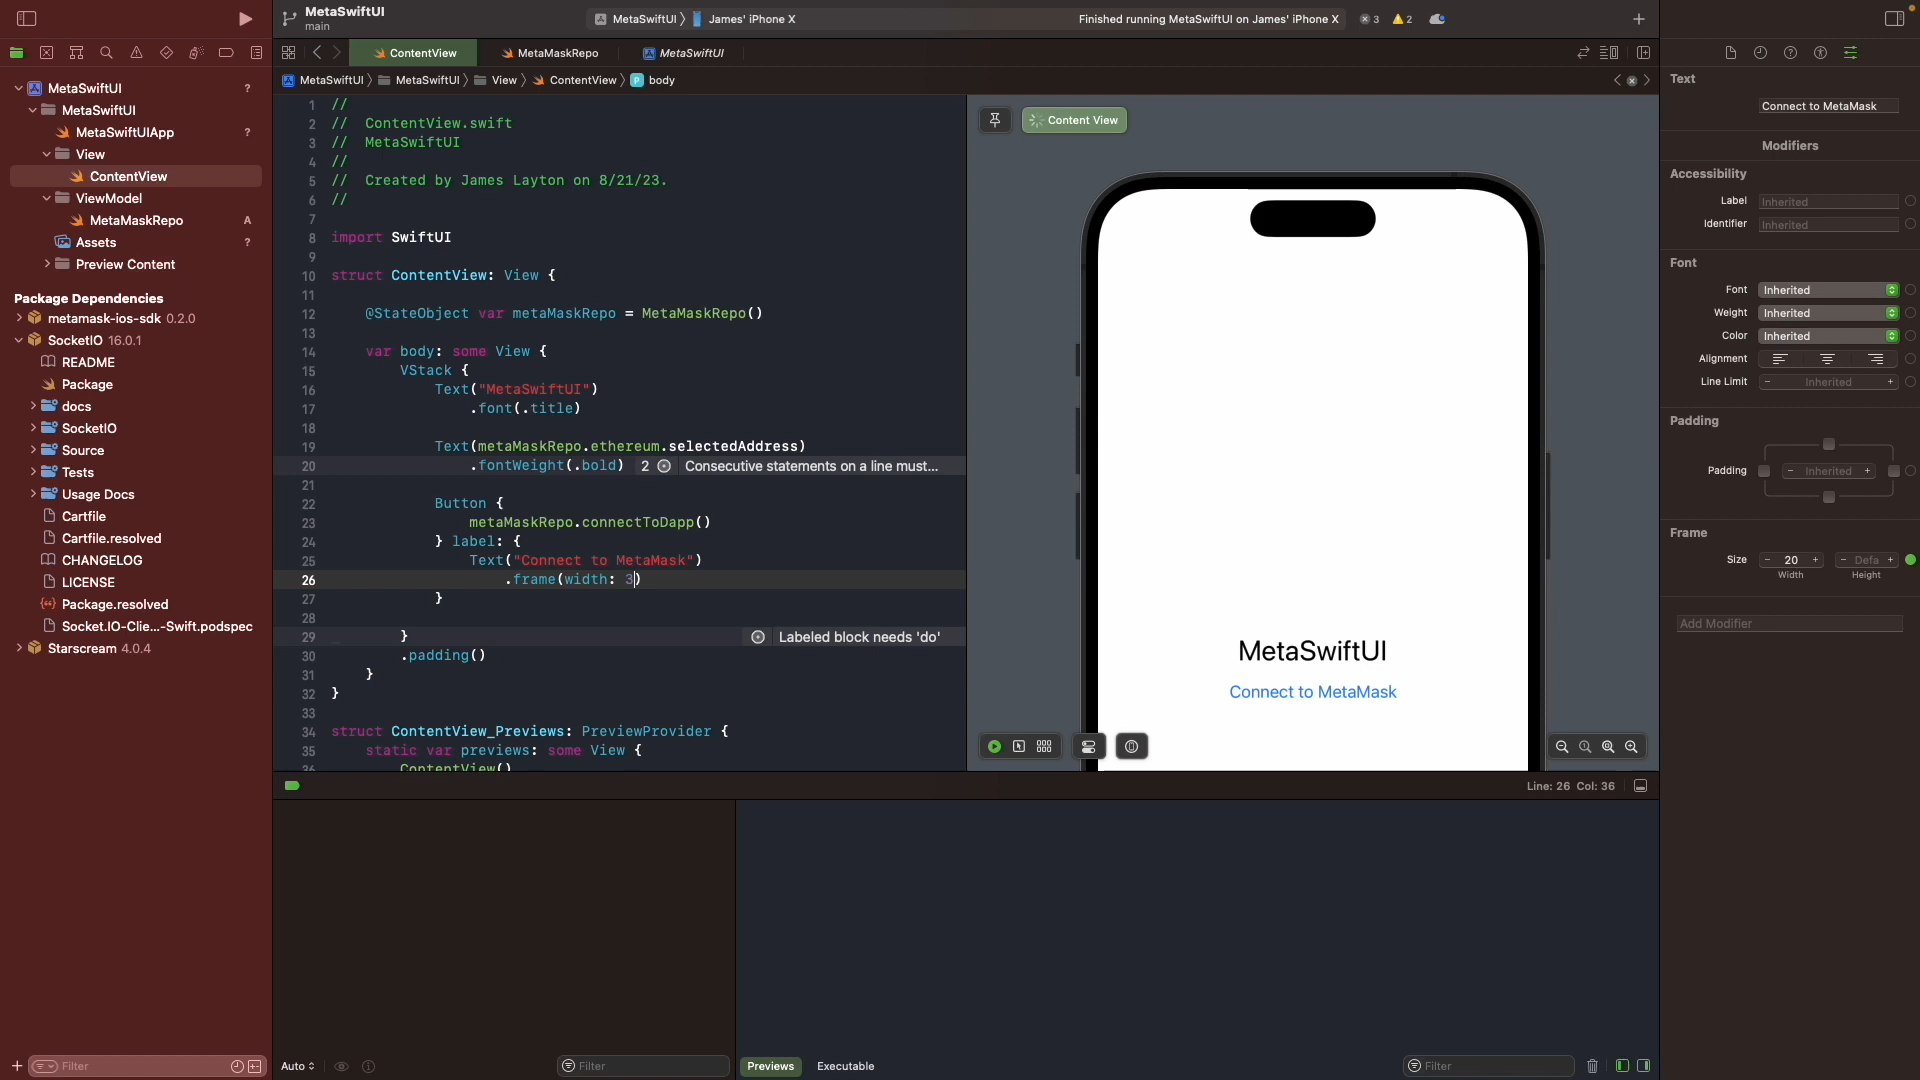 MetaSwiftUI
main
MetaSwiftUI
James' iPhone X
Finished running MetaSwiftUI on James' iPhone X
3
2
ContentView
MetaMaskRepo
MetaSwiftUI
MetaSwiftUI
MetaSwiftUI
View
ContentView
body
MetaSwiftUI ?
MetaSwiftUI
MetaSwiftUIApp ?
View
ContentView
ViewModel
MetaMaskRepo A
Assets ?
Preview Content
Package Dependencies
metamask-ios-sdk 0.2.0
SocketIO 16.0.1
README
Package
docs
SocketIO
Source
Tests
Usage Docs
Cartfile
Cartfile.resolved
CHANGELOG
LICENSE
Package.resolved
Socket.IO-Clie...-Swift.podspec
Starscream 4.0.4
Filter
1 //
2 // ContentView.swift
3 // MetaSwiftUI
4 //
5 // Created by James Layton on 8/21/23.
6 //
7
8 import SwiftUI
9
10 struct ContentView: View {
11
12 @StateObject var metaMaskRepo = MetaMaskRepo()
13
14 var body: some View {
15 VStack {
16 Text("MetaSwiftUI")
17 .font(.title)
18
19 Text(metaMaskRepo.ethereum.selectedAddress)
20 .fontWeight(.bold) 2 Consecutive statements on a line must...
21
22 Button {
23 metaMaskRepo.connectToDapp()
24 } label: {
25 Text("Connect to MetaMask")
26 .frame(width: 3)
27 }
28
29 } Labeled block needs 'do'
30 .padding()
31 }
32 }
33
34 struct ContentView_Previews: PreviewProvider {
35 static var previews: some View {
36 ContentView()
Content View
MetaSwiftUI
Connect to MetaMask
Line: 26 Col: 36
Auto
Filter
Previews
Executable
Filter
Text
Connect to MetaMask
Modifiers
Accessibility
Label Inherited
Identifier Inherited
Font
Font Inherited
Weight Inherited
Color Inherited
Alignment
Line Limit − Inherited +
Padding
Padding − Inherited +
Frame
Size − 20 + − Defa +
Width Height
Add Modifier